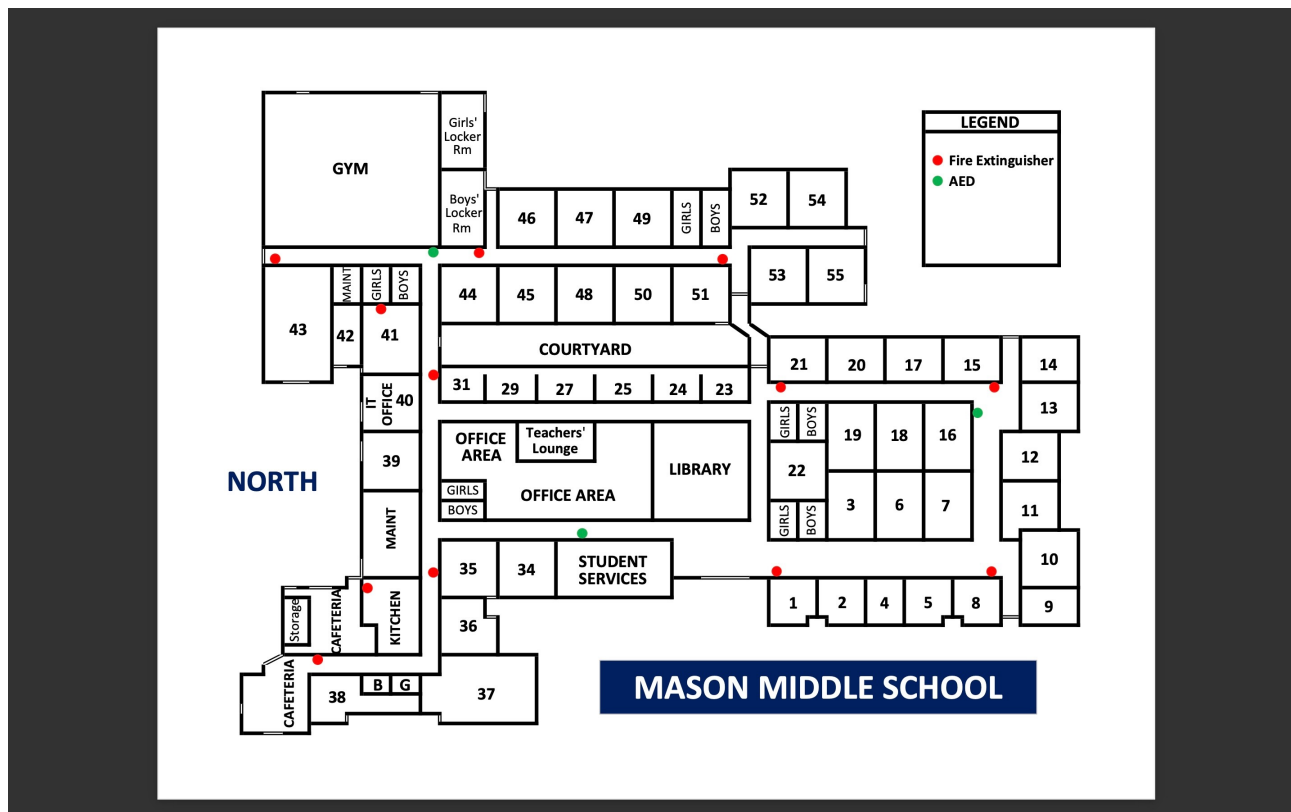 LEGEND
Fire Extinguisher
AED
GYM
Girls'
Locker
Rm
Boys'
Locker
Rm
46
47
49
GIRLS
BOYS
52
54
53
55
43
MAINT
GIRLS
BOYS
42
41
44
45
48
50
51
COURTYARD
31
29
27
25
24
23
IT
OFFICE
40
39
MAINT
NORTH
OFFICE
AREA
Teachers'
Lounge
OFFICE AREA
GIRLS
BOYS
LIBRARY
21
20
17
15
14
13
GIRLS
BOYS
19
18
16
12
22
GIRLS
BOYS
3
6
7
11
10
9
35
34
STUDENT
SERVICES
1
2
4
5
8
36
Storage
CAFETERIA
KITCHEN
CAFETERIA
38
B
G
37
MASON MIDDLE SCHOOL